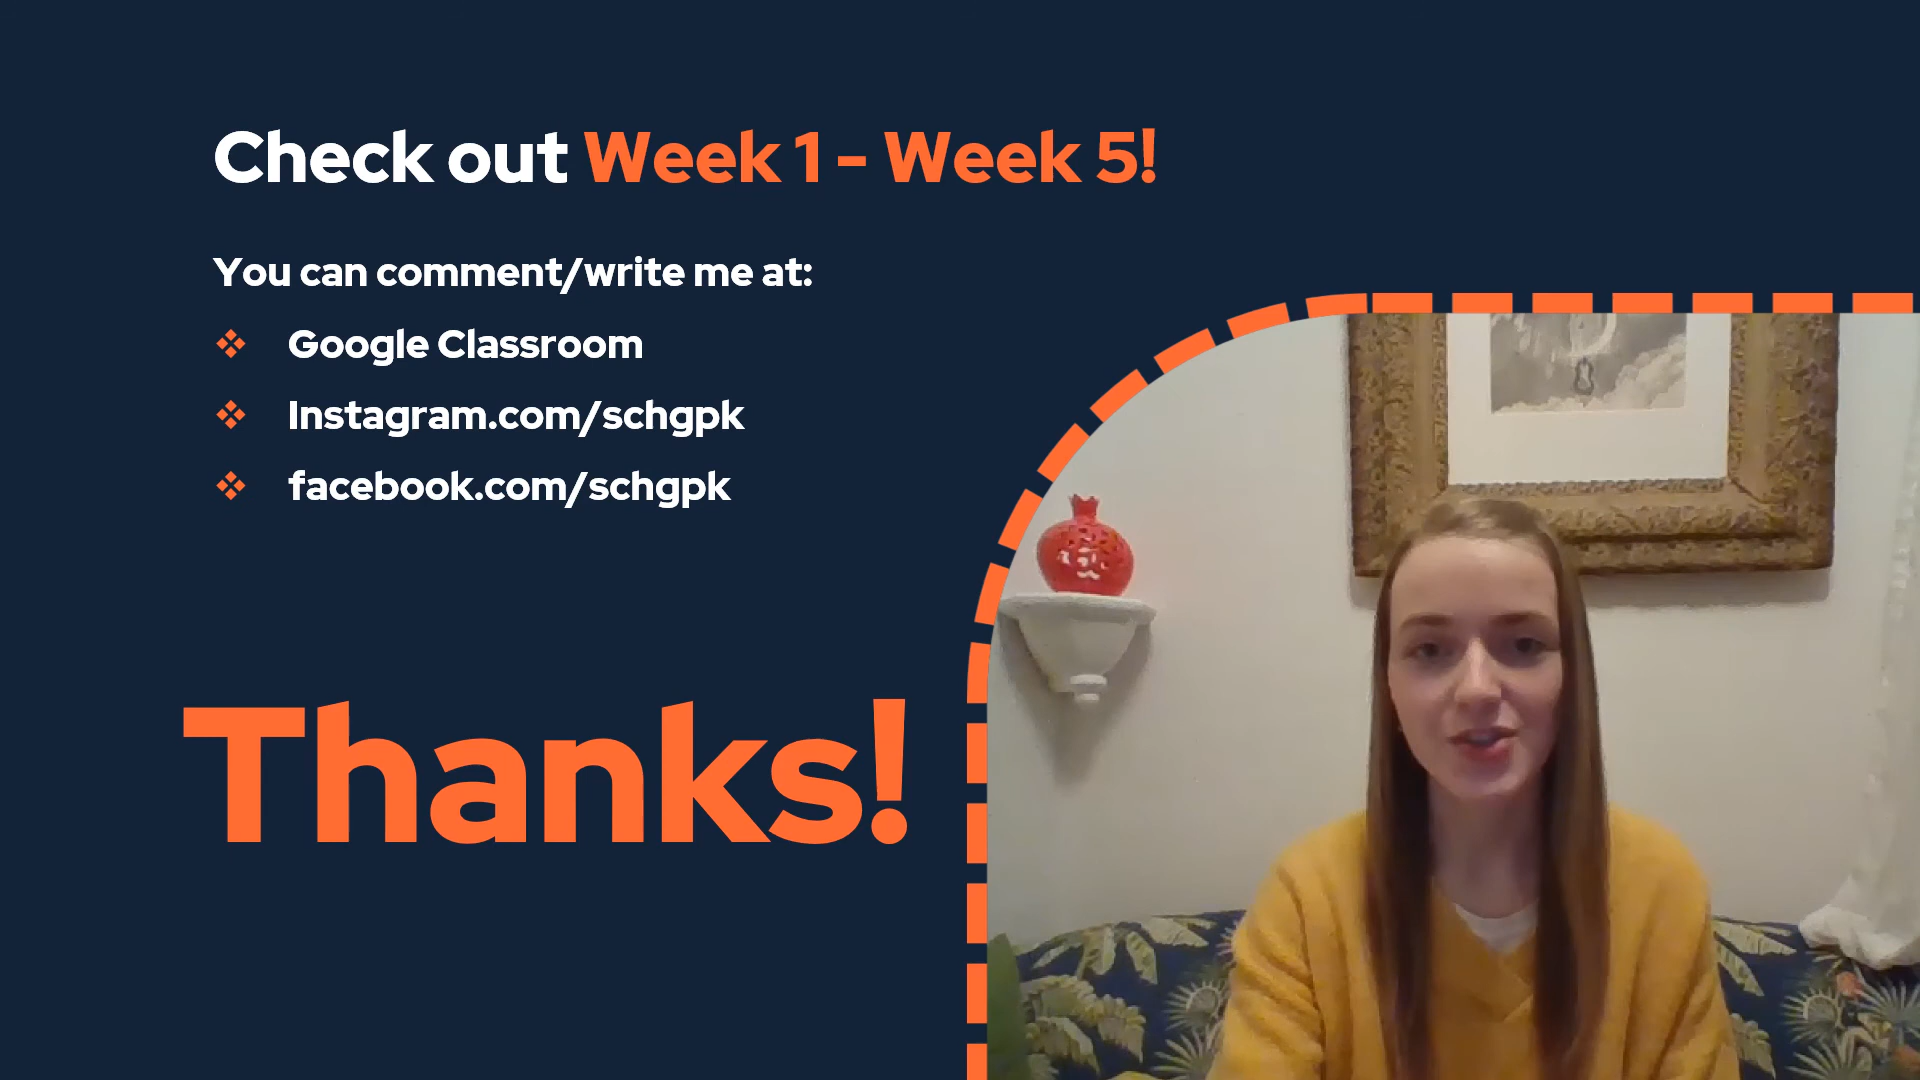 Check out Week 1 - Week 5!
You can comment/write me at:
Google Classroom
Instagram.com/schgpk
facebook.com/schgpk
Thanks!